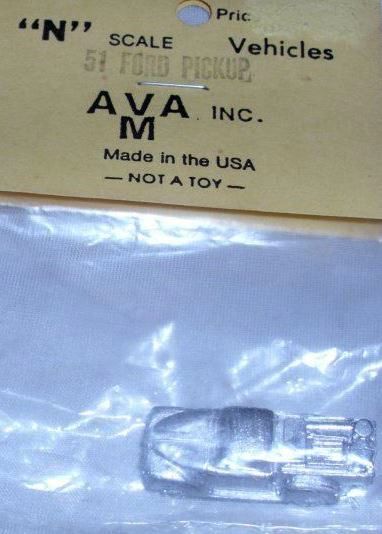 Pric
“N” SCALE Vehicles
51 FORD PICKUP
AVA INC.
M
Made in the USA
— NOT A TOY —